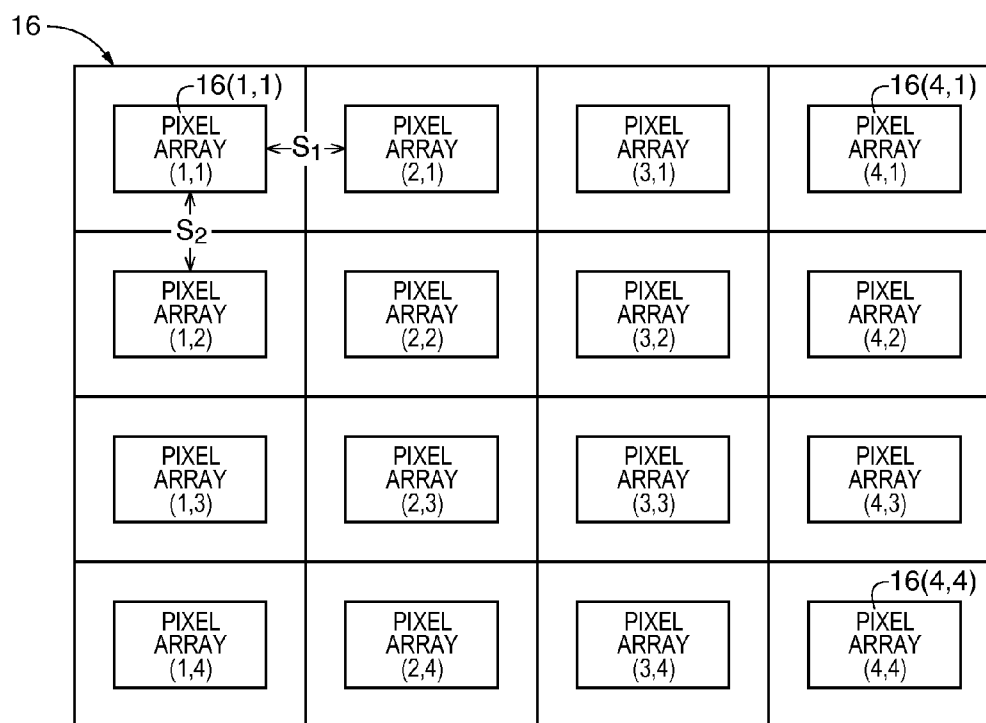 16
16(1,1)
PIXEL
ARRAY
(1,1)
S₁
PIXEL
ARRAY
(2,1)
PIXEL
ARRAY
(3,1)
16(4,1)
PIXEL
ARRAY
(4,1)
S₂
PIXEL
ARRAY
(1,2)
PIXEL
ARRAY
(2,2)
PIXEL
ARRAY
(3,2)
PIXEL
ARRAY
(4,2)
PIXEL
ARRAY
(1,3)
PIXEL
ARRAY
(2,3)
PIXEL
ARRAY
(3,3)
PIXEL
ARRAY
(4,3)
PIXEL
ARRAY
(1,4)
PIXEL
ARRAY
(2,4)
PIXEL
ARRAY
(3,4)
16(4,4)
PIXEL
ARRAY
(4,4)